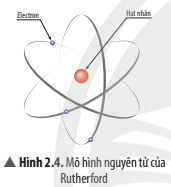 Electron
Hạt nhân
▲ Hình 2.4. Mô hình nguyên tử của
Rutherford